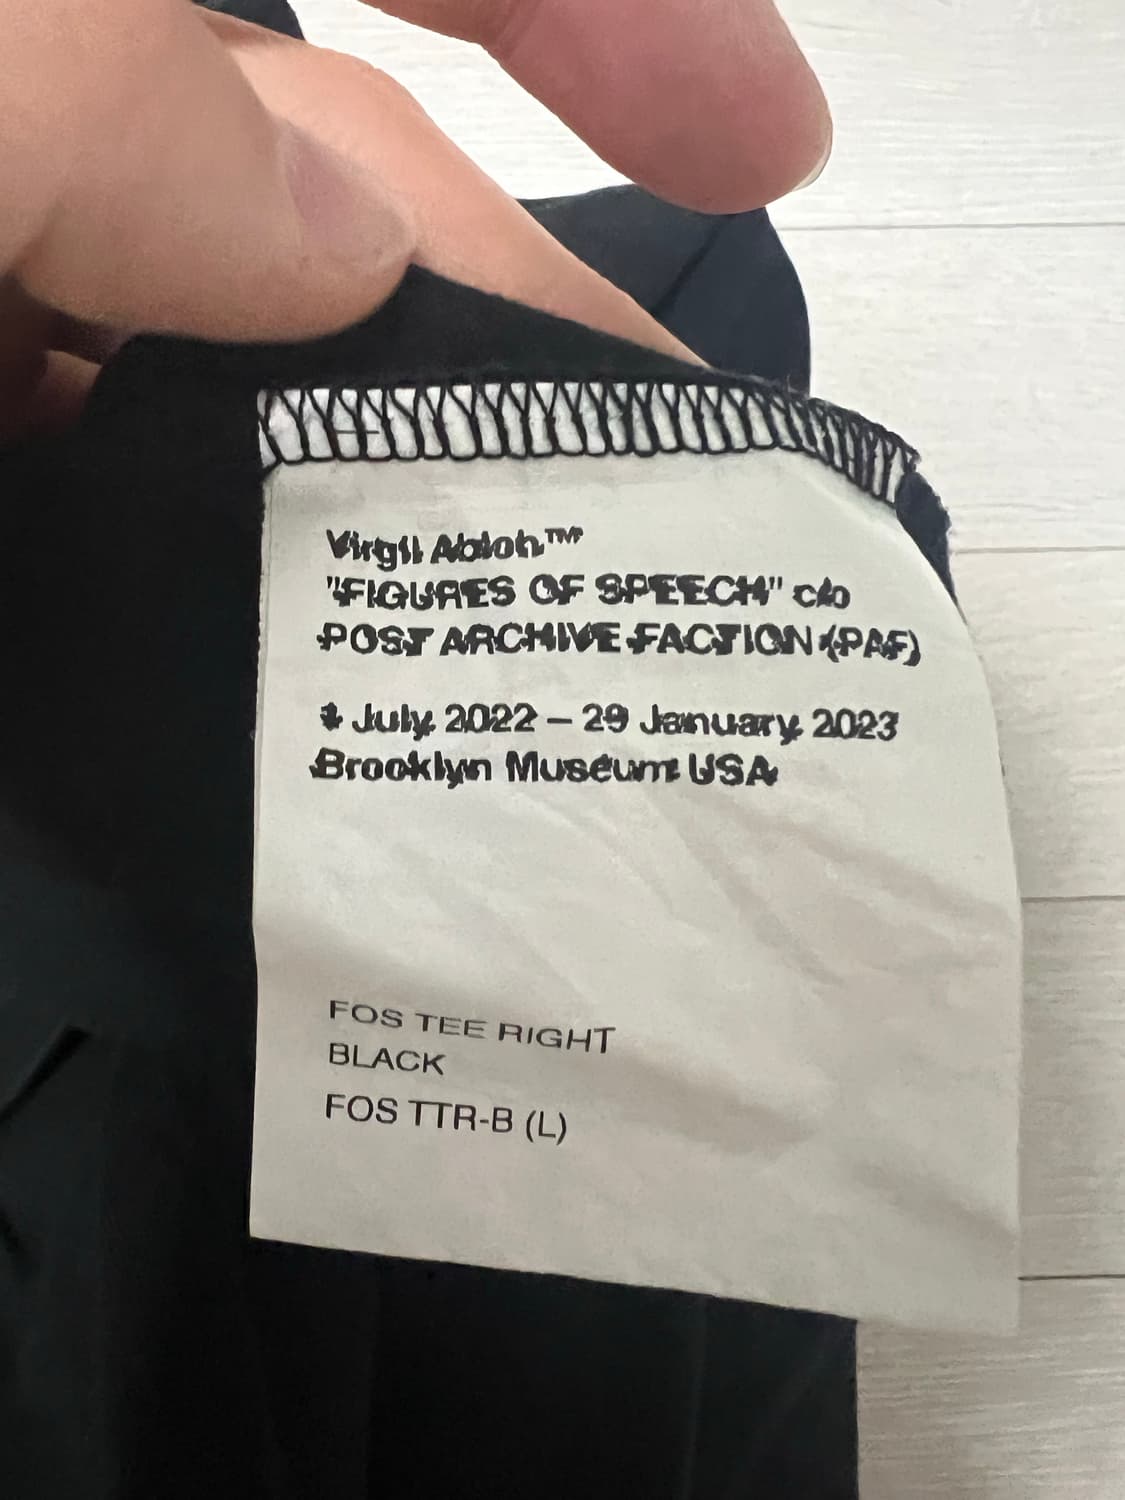 Virgil Abloh™
"FIGURES OF SPEECH" c/o
POST ARCHIVE FACTION (PAF)
1 July 2022 – 29 January 2023
Brooklyn Museum USA
FOS TEE RIGHT
BLACK
FOS TTR-B (L)